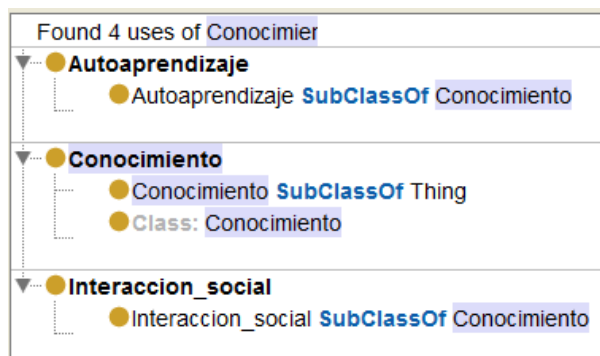 Found 4 uses of Conocimier
Autoaprendizaje
Autoaprendizaje SubClassOf Conocimiento
Conocimiento
Conocimiento SubClassOf Thing
Class: Conocimiento
Interaccion_social
Interaccion_social SubClassOf Conocimiento